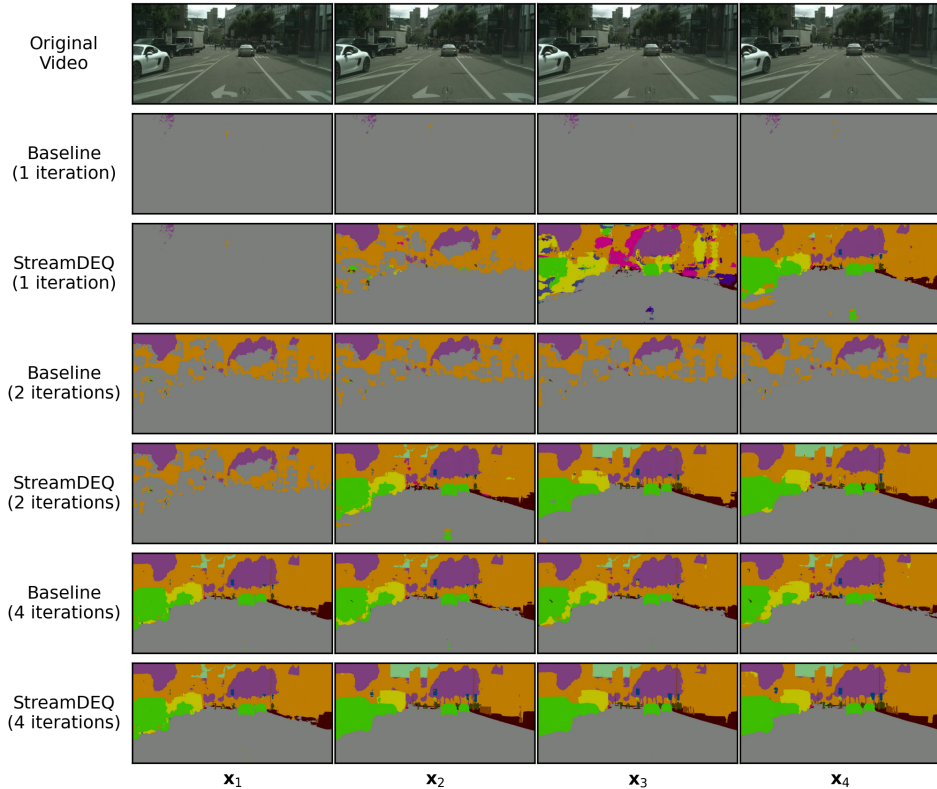 Original
Video
Baseline
(1 iteration)
StreamDEQ
(1 iteration)
Baseline
(2 iterations)
StreamDEQ
(2 iterations)
Baseline
(4 iterations)
StreamDEQ
(4 iterations)
x₁ x₂ x₃ x₄